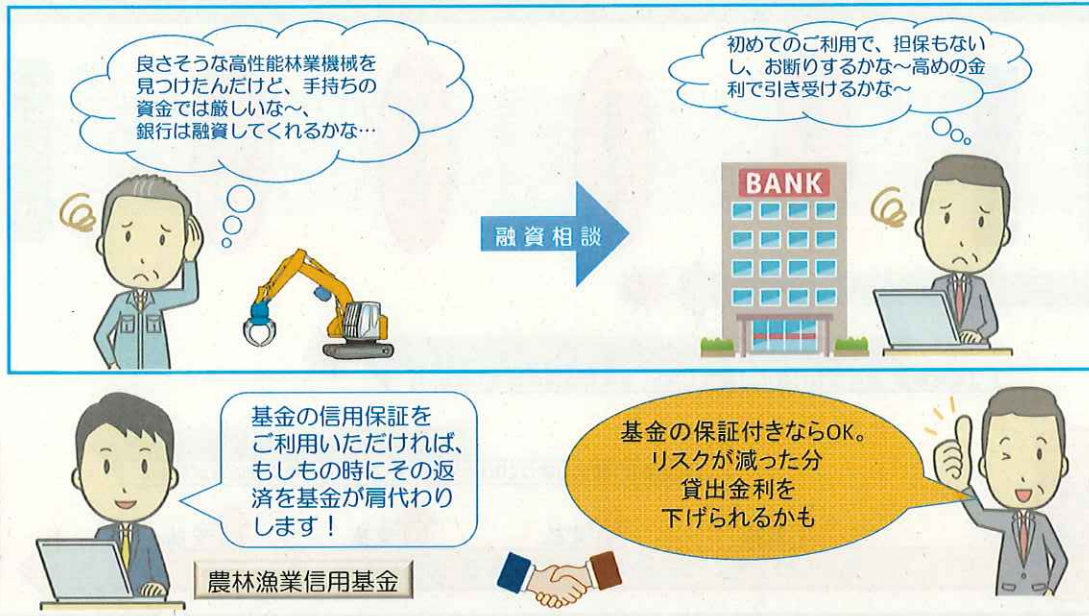 良さそうな高性能林業機械を
見つけたんだけど、手持ちの
資金では厳しいな～、
銀行は融資してくれるかな…
初めてのご利用で、担保もない
し、お断りするかな～高めの金
利で引き受けるかな～
BANK
融資相談
基金の信用保証を
ご利用いただければ、
もしもの時にその返
済を基金が肩代わり
します！
基金の保証付きならOK。
リスクが減った分
貸出金利を
下げられるかも
農林漁業信用基金